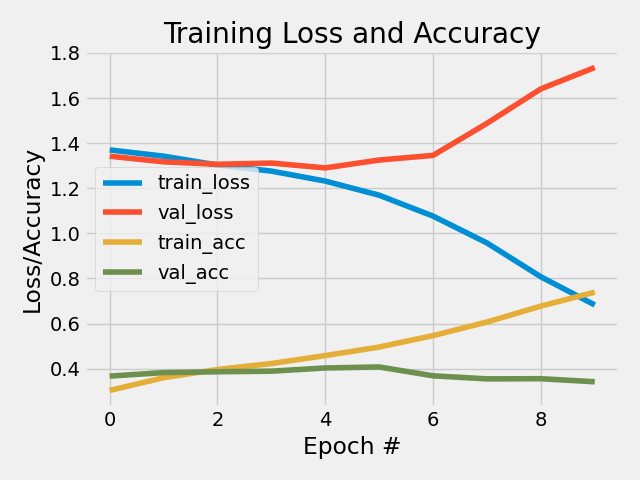 Training Loss and Accuracy
1.8
1.6
1.4
1.2
1.0
0.8
0.6
0.4
Loss/Accuracy
train_loss
val_loss
train_acc
val_acc
0 2 4 6 8
Epoch #